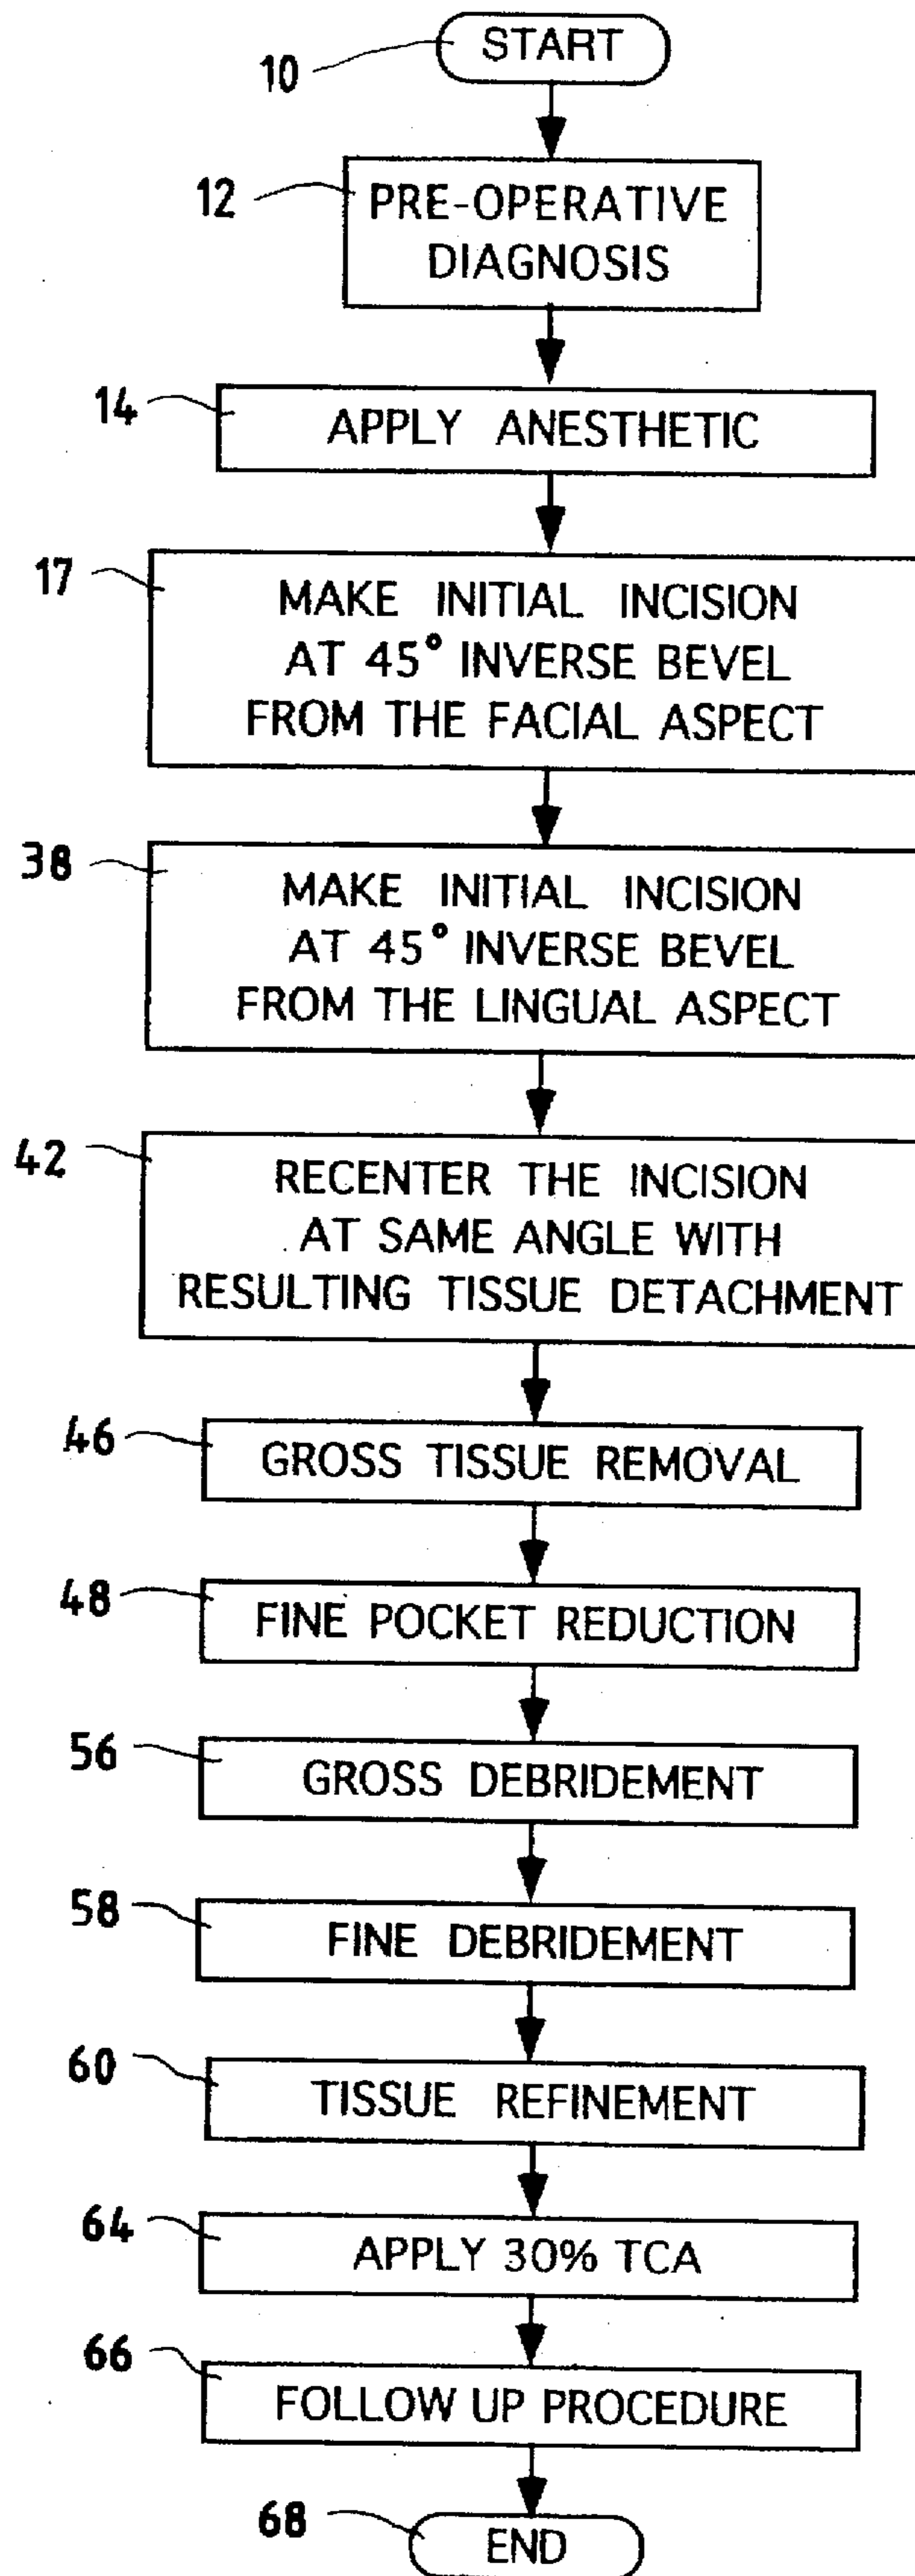 START
10
12
PRE-OPERATIVE
DIAGNOSIS
14
APPLY ANESTHETIC
17
MAKE INITIAL INCISION
AT 45° INVERSE BEVEL
FROM THE FACIAL ASPECT
38
MAKE INITIAL INCISION
AT 45° INVERSE BEVEL
FROM THE LINGUAL ASPECT
42
RECENTER THE INCISION
AT SAME ANGLE WITH
RESULTING TISSUE DETACHMENT
46
GROSS TISSUE REMOVAL
48
FINE POCKET REDUCTION
56
GROSS DEBRIDEMENT
58
FINE DEBRIDEMENT
60
TISSUE REFINEMENT
64
APPLY 30% TCA
66
FOLLOW UP PROCEDURE
68
END